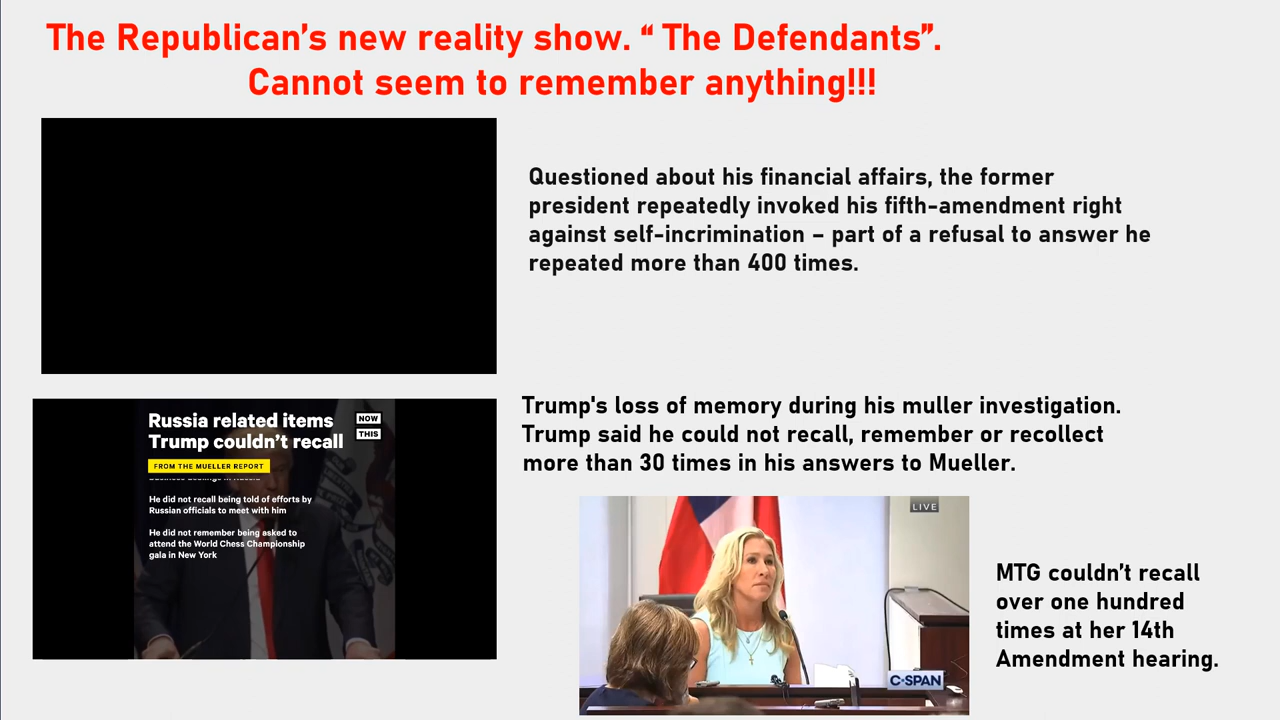 The Republican's new reality show. “ The Defendants”.
Cannot seem to remember anything!!!
Questioned about his financial affairs, the former
president repeatedly invoked his fifth-amendment right
against self-incrimination – part of a refusal to answer he
repeated more than 400 times.
Russia related items
Trump couldn't recall
NOW
THIS
FROM THE MUELLER REPORT
business dealings in Russia
He did not recall being told of efforts by
Russian officials to meet with him
He did not remember being asked to
attend the World Chess Championship
gala in New York
Trump's loss of memory during his muller investigation.
Trump said he could not recall, remember or recollect
more than 30 times in his answers to Mueller.
LIVE
C-SPAN
MTG couldn't recall
over one hundred
times at her 14th
Amendment hearing.